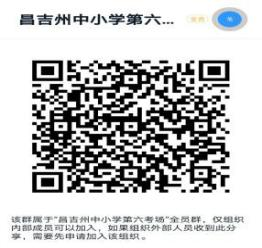 昌吉州中小学第六...
该群属于“昌吉州中小学第六考场”全员群，仅组织
内部成员可以加入，如果组织外部人员收到此分
享，需要先申请加入该组织。